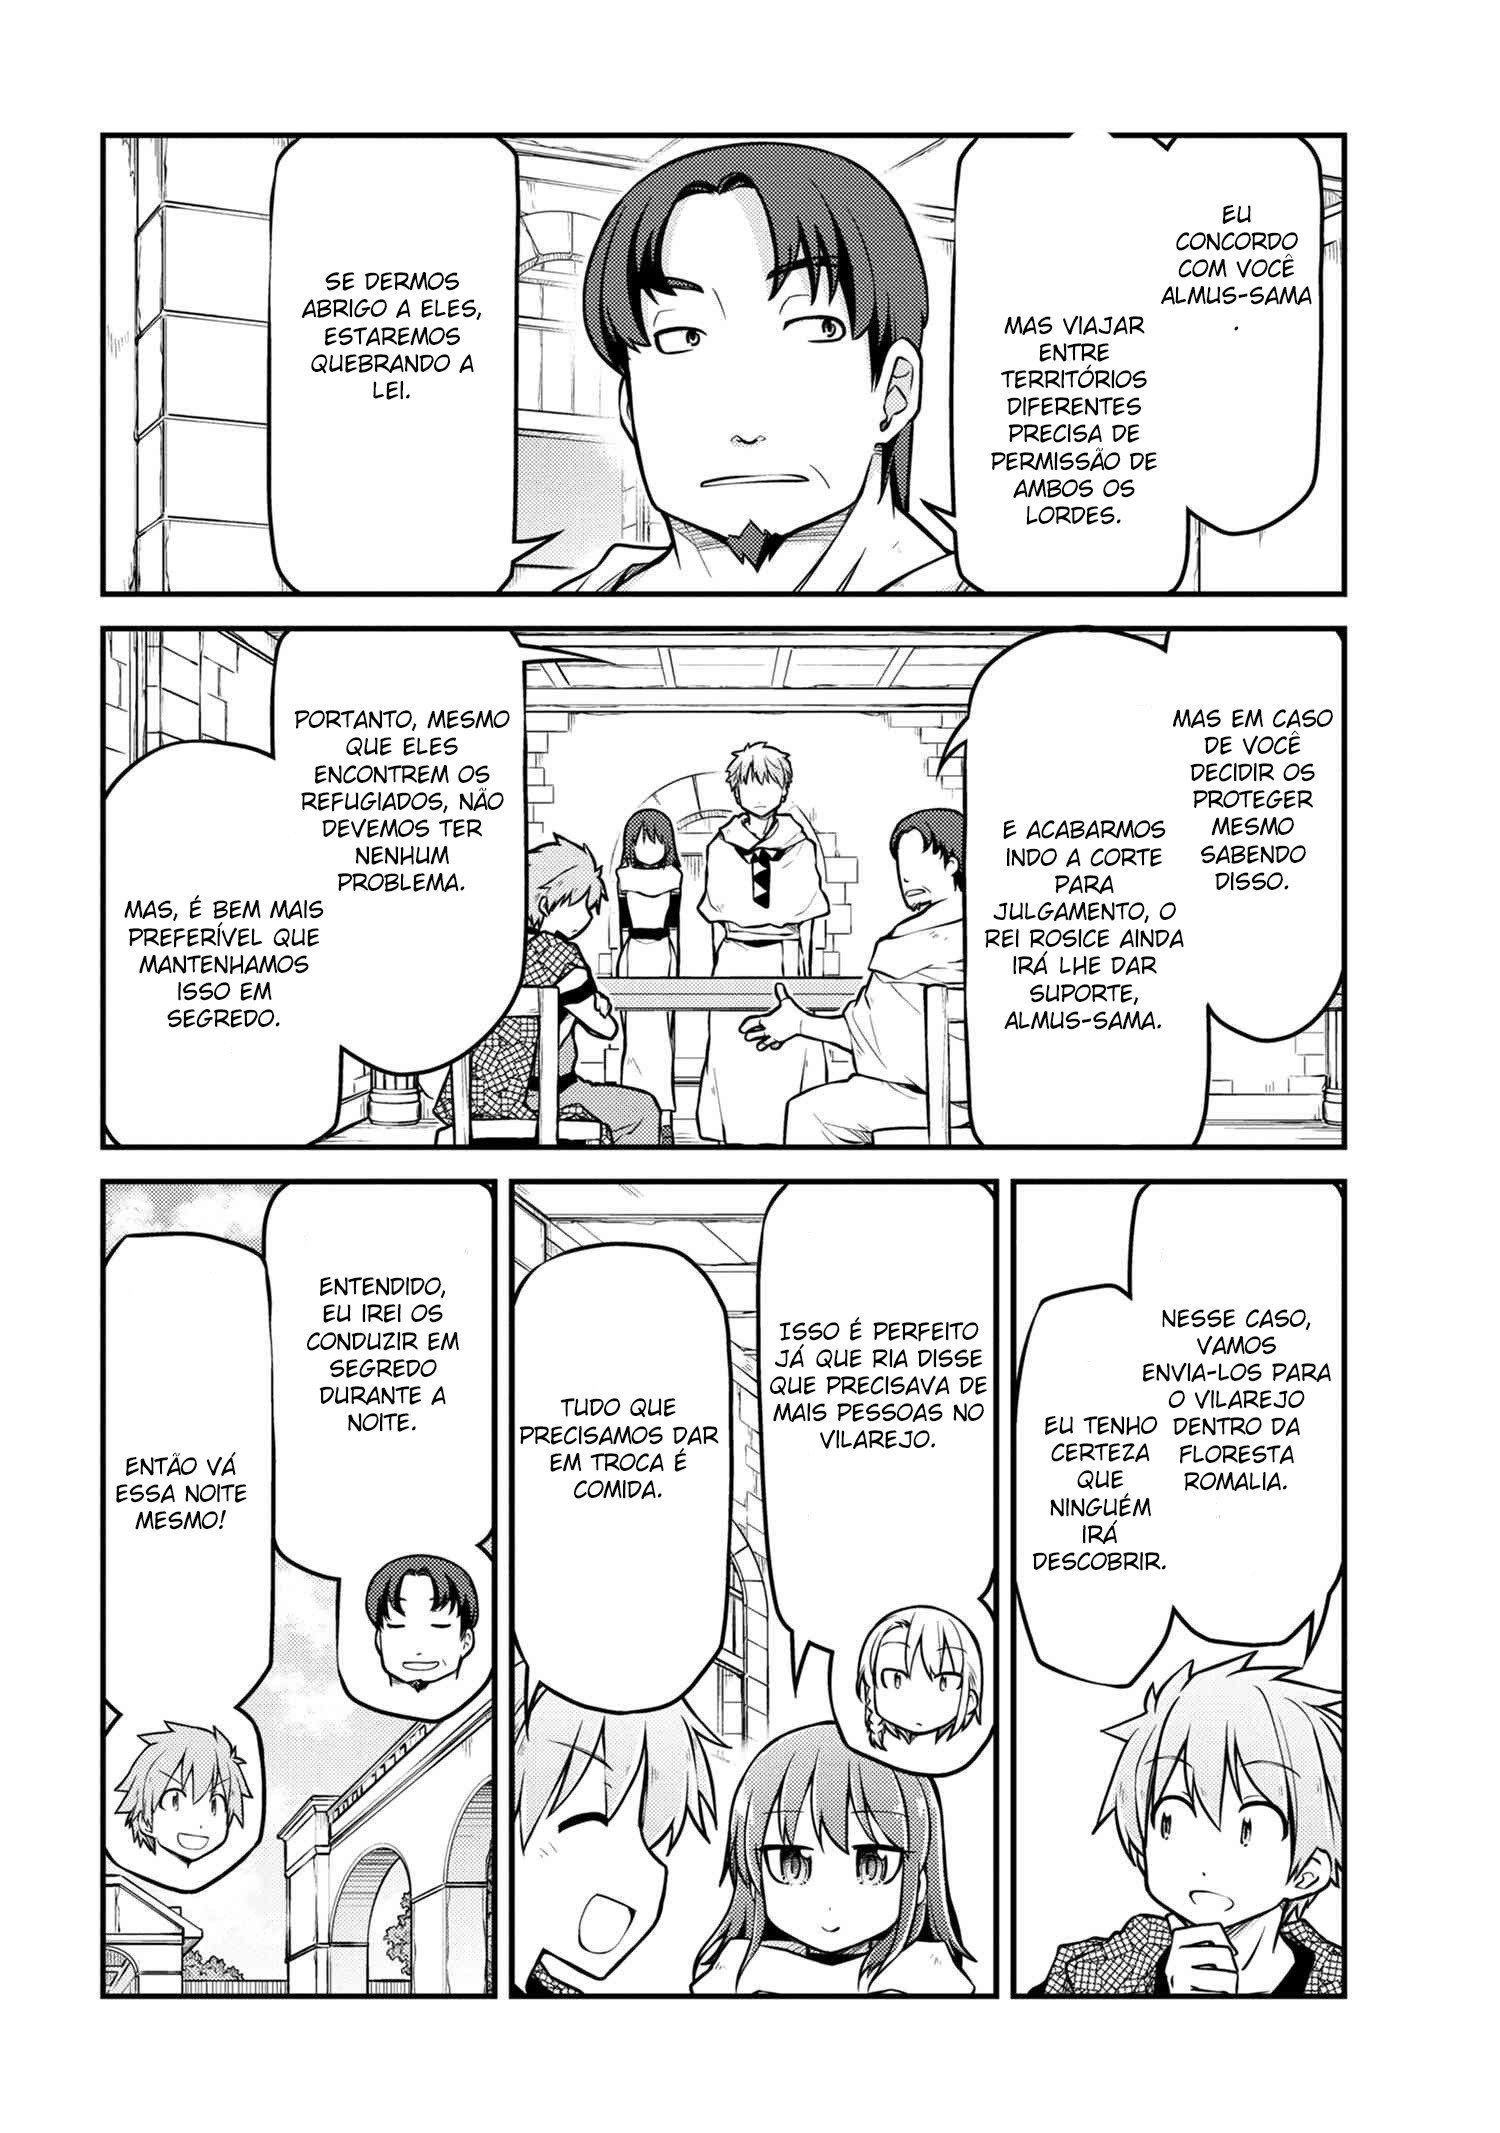 EU
CONCORDO
COM VOCÊ
ALMUS-SAMA
.
MAS VIAJAR
ENTRE
TERRITÓRIOS
DIFERENTES
PRECISA DE
PERMISSÃO DE
AMBOS OS
LORDES.
SE DERMOS
ABRIGO A ELES,
ESTAREMOS
QUEBRANDO A
LEI.
MAS EM CASO
DE VOCÊ
DECIDIR OS
PROTEGER
MESMO
SABENDO
DISSO.
E ACABARMOS
INDO A CORTE
PARA
JULGAMENTO, O
REI ROSICE AINDA
IRÁ LHE DAR
SUPORTE,
ALMUS-SAMA.
PORTANTO, MESMO
QUE ELES
ENCONTREM OS
REFUGIADOS, NÃO
DEVEMOS TER
NENHUM
PROBLEMA.
MAS, É BEM MAIS
PREFERÍVEL QUE
MANTENHAMOS
ISSO EM
SEGREDO.
NESSE CASO,
VAMOS
ENVIA-LOS PARA
O VILAREJO
DENTRO DA
FLORESTA
ROMALIA.
EU TENHO
CERTEZA
QUE
NINGUÉM
IRÁ
DESCOBRIR.
ISSO É PERFEITO
JÁ QUE RIA DISSE
QUE PRECISAVA DE
MAIS PESSOAS NO
VILAREJO.
TUDO QUE
PRECISAMOS DAR
EM TROCA É
COMIDA.
ENTENDIDO,
EU IREI OS
CONDUZIR EM
SEGREDO
DURANTE A
NOITE.
ENTÃO VÁ
ESSA NOITE
MESMO!